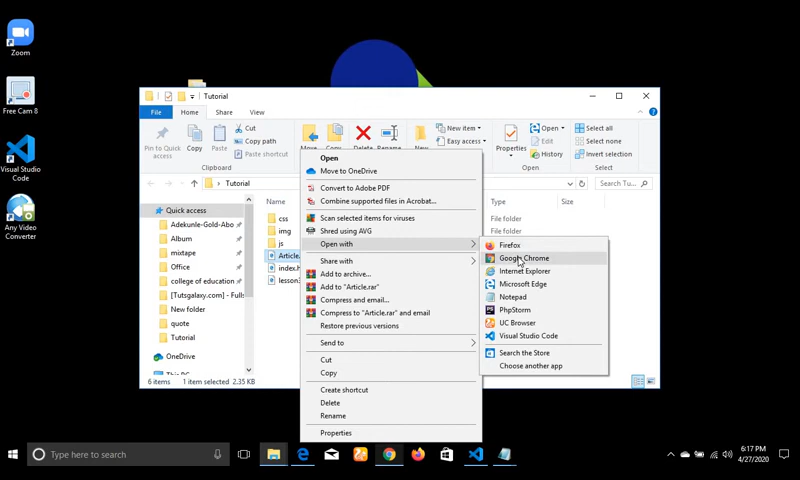 Zoom
Free Cam 8
Visual Studio
Code
Any Video
Converter
Tutorial
File
Home
Share
View
Pin to Quick
access
Copy
Paste
Cut
Copy path
Paste shortcut
Clipboard
Move
Copy
Delete
Rename
New
New item
Easy access
Properties
Open
Edit
History
Select all
Select none
Invert selection
Tutorial
Search Tu...
Quick access
Adekunle-Gold-Abo
Album
mixtape
Office
college of education
[Tutsgalaxy.com] - Full
New folder
quote
Tutorial
OneDrive
Name
Type
Size
css
File folder
img
File folder
js
Article.
index.h
lesson
6 items
1 item selected
2.35 KB
Open
Move to OneDrive
Convert to Adobe PDF
Combine supported files in Acrobat...
Scan selected items for viruses
Shred using AVG
Open with
Share with
Add to archive...
Add to "Article.rar"
Compress and email...
Compress to "Article.rar" and email
Restore previous versions
Send to
Cut
Copy
Create shortcut
Delete
Rename
Properties
Firefox
Google Chrome
Internet Explorer
Microsoft Edge
Notepad
PhpStorm
UC Browser
Visual Studio Code
Search the Store
Choose another app
Type here to search
6:17 PM
4/27/2020